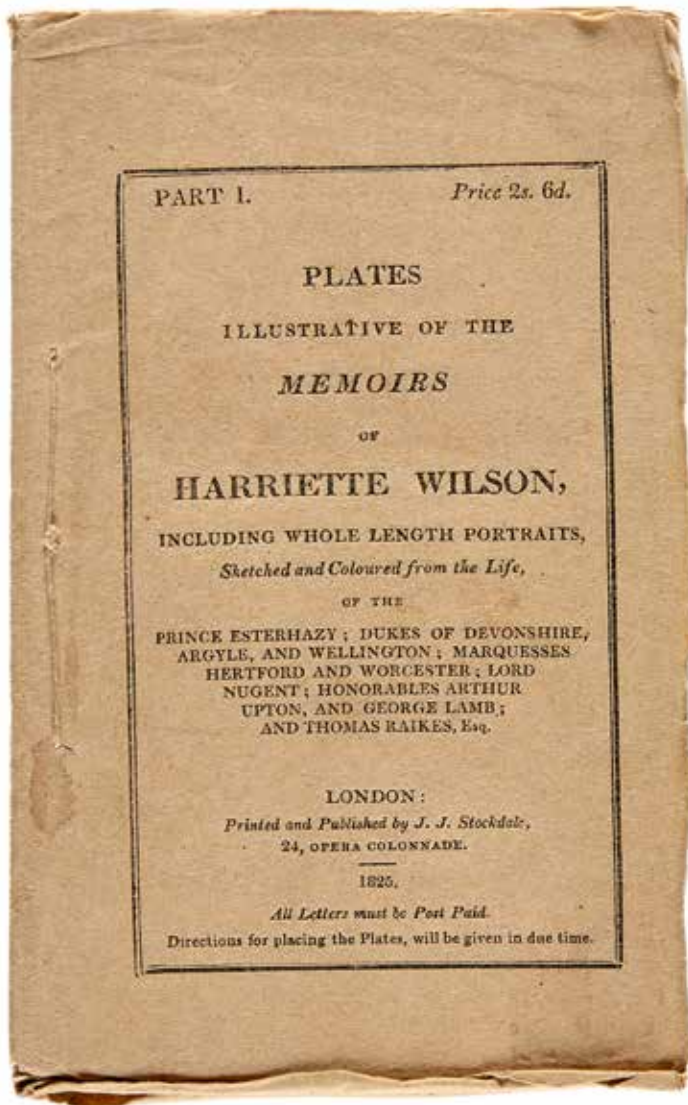 PART I. Price 2s. 6d.
PLATES
ILLUSTRATIVE OF THE
MEMOIRS
OF
HARRIETTE WILSON,
INCLUDING WHOLE LENGTH PORTRAITS,
Sketched and Coloured from the Life,
OF THE
PRINCE ESTERHAZY; DUKES OF DEVONSHIRE,
ARGYLE, AND WELLINGTON; MARQUESSES
HERTFORD AND WORCESTER; LORD
NUGENT; HONORABLES ARTHUR
UPTON, AND GEORGE LAMB;
AND THOMAS RAIKES, Esq.
LONDON:
Printed and Published by J. J. Stockdale,
24, OPERA COLONNADE.
1825.
All Letters must be Post Paid.
Directions for placing the Plates, will be given in due time.